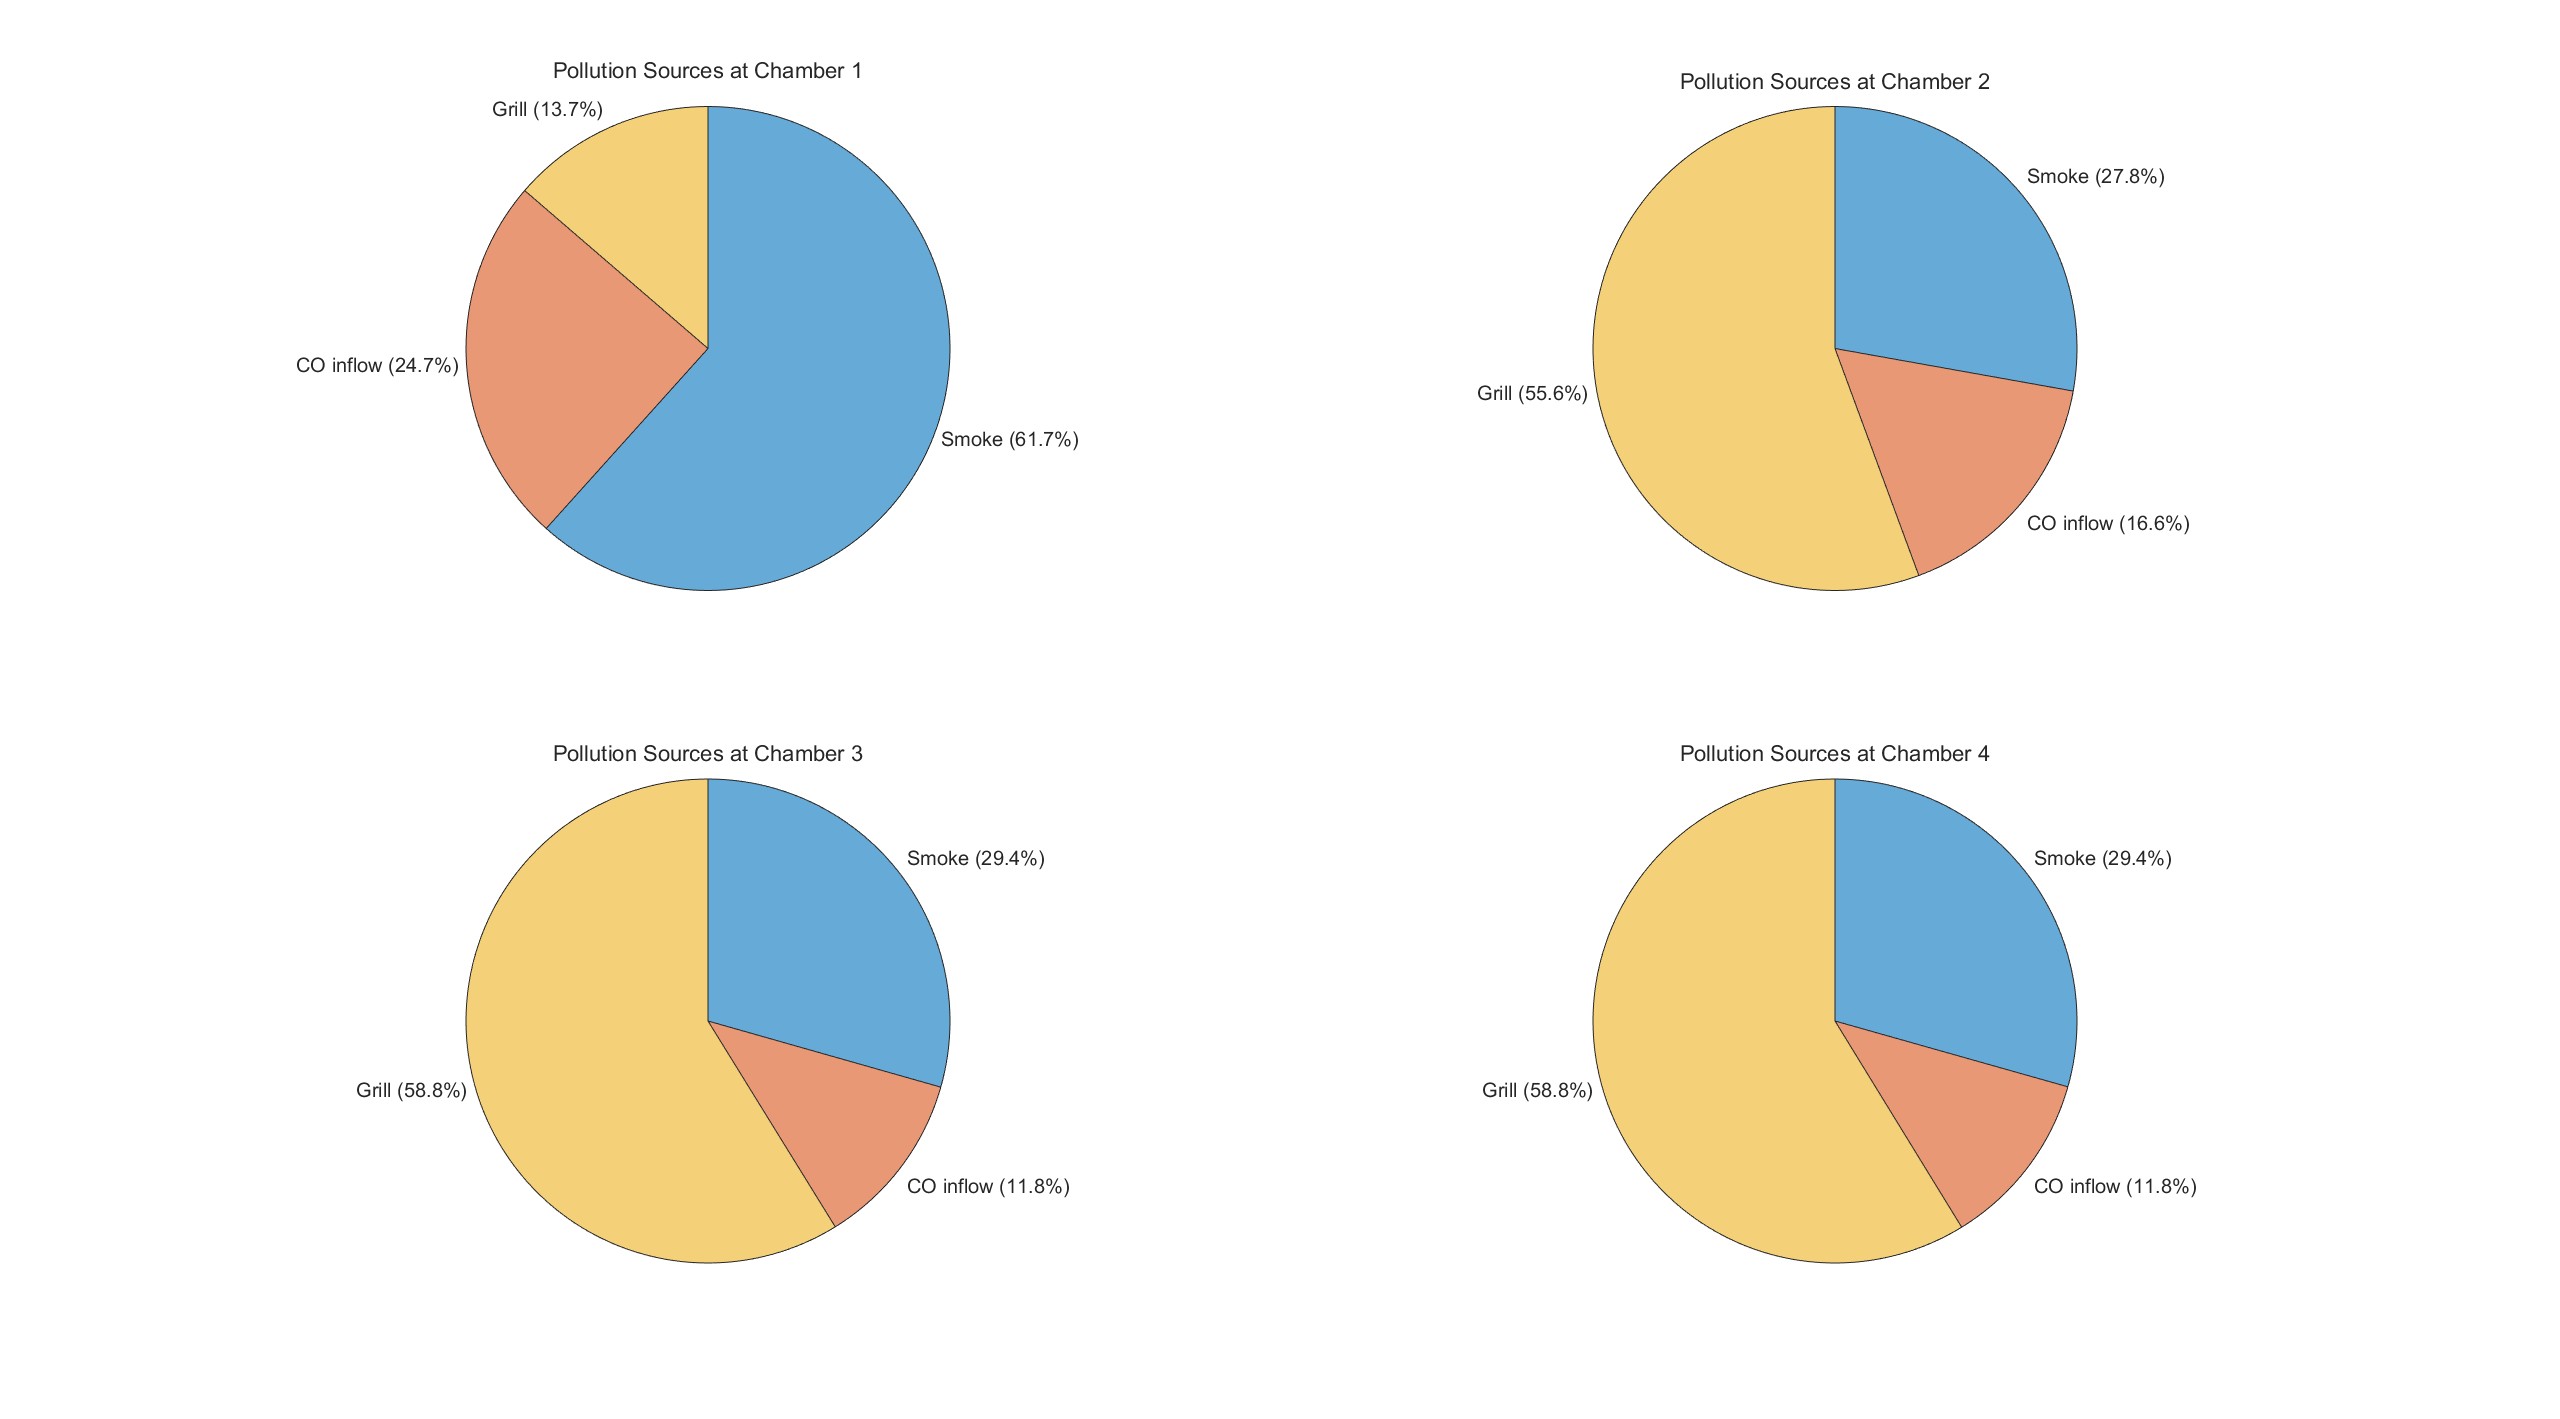 Pollution Sources at Chamber 1
Grill (13.7%)
CO inflow (24.7%)
Smoke (61.7%)
Pollution Sources at Chamber 2
Smoke (27.8%)
Grill (55.6%)
CO inflow (16.6%)
Pollution Sources at Chamber 3
Smoke (29.4%)
Grill (58.8%)
CO inflow (11.8%)
Pollution Sources at Chamber 4
Smoke (29.4%)
Grill (58.8%)
CO inflow (11.8%)